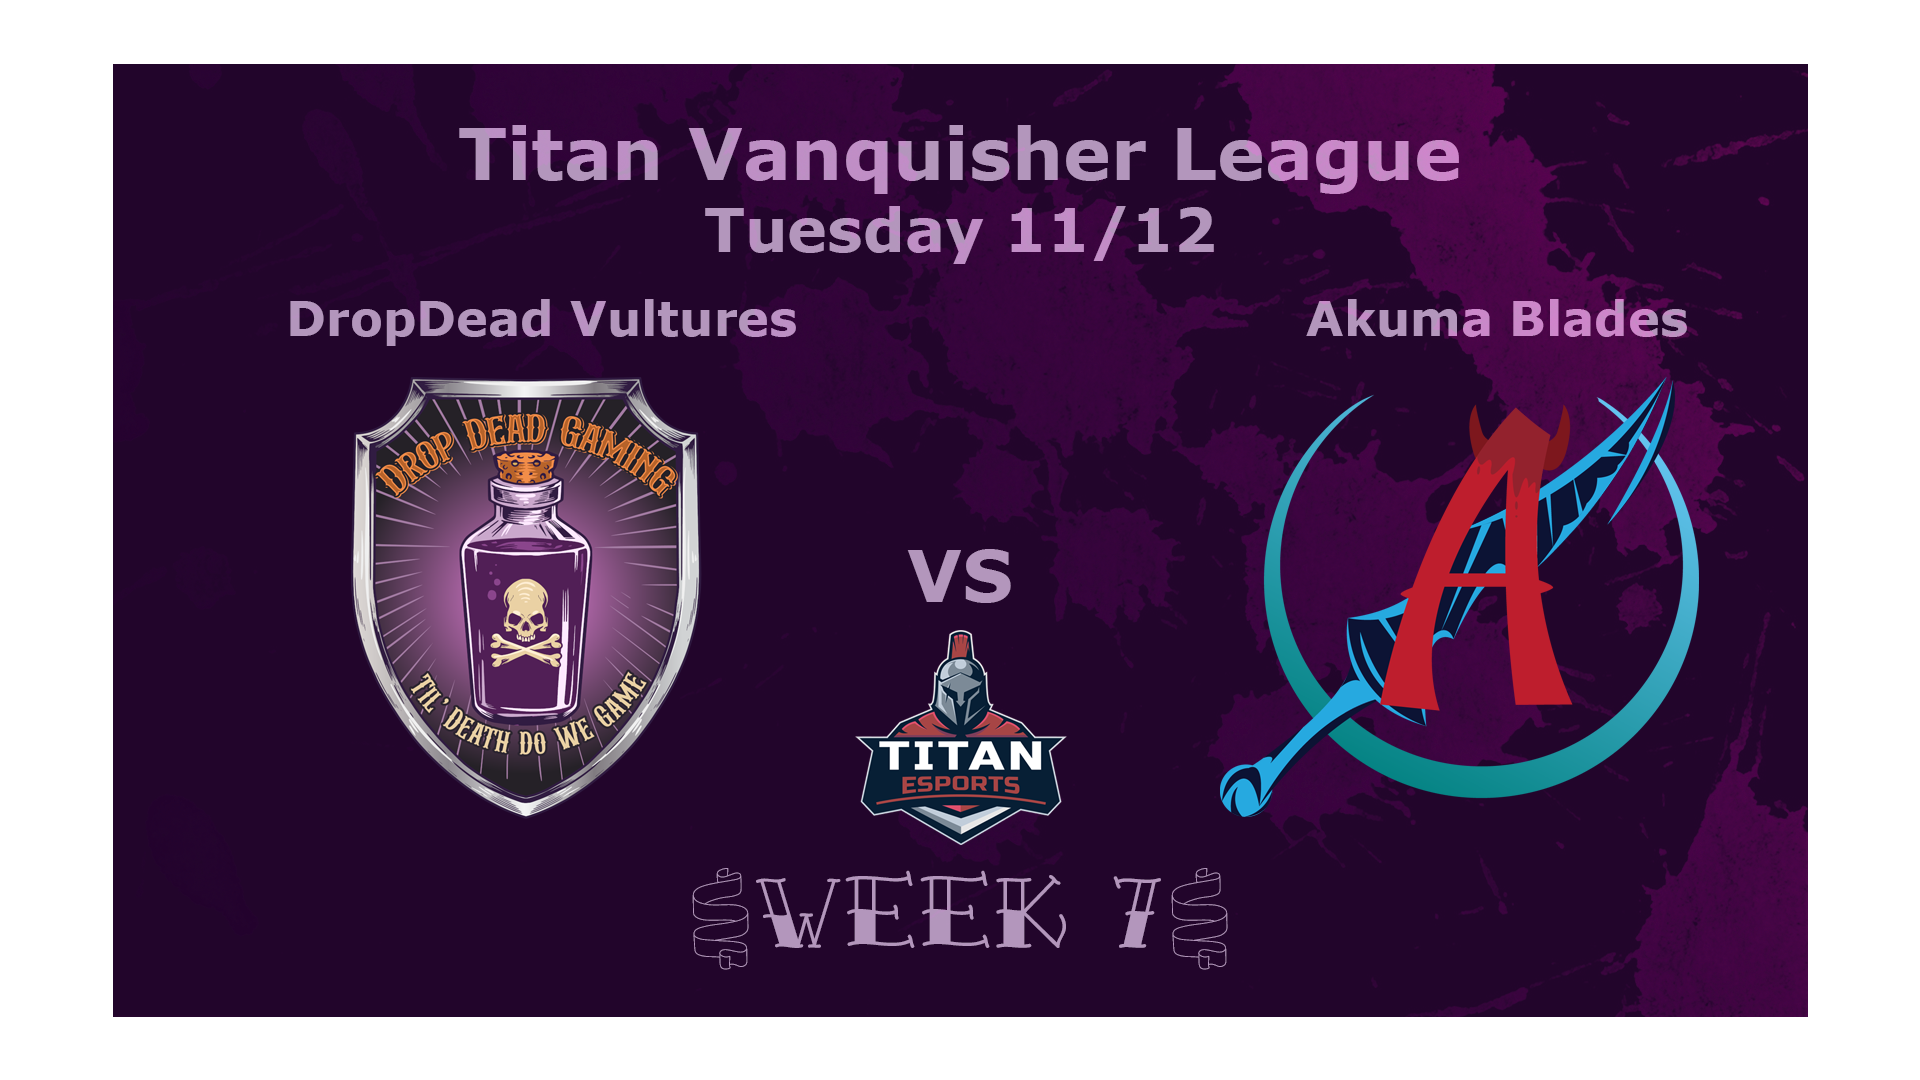 Titan Vanquisher League
Tuesday 11/12
DropDead Vultures
Akuma Blades
DROP DEAD GAMING
TIL' DEATH DO WE GAME
VS
A
TITAN
ESPORTS
WEEK 7